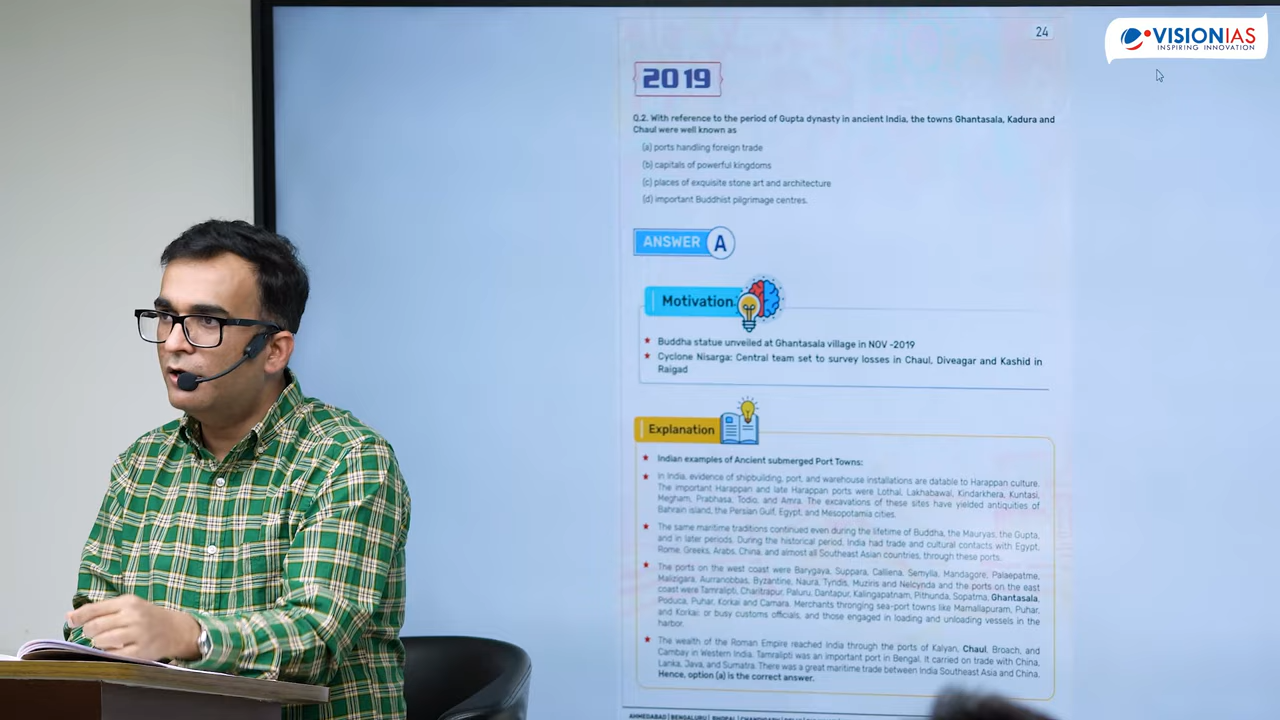 24
VISIONIAS
INSPIRING INNOVATION
2019
Q.2. With reference to the period of Gupta dynasty in ancient India, the towns Ghantasala, Kadura and
Chaul were well known as
(a) ports handling foreign trade
(b) capitals of powerful kingdoms
(c) places of exquisite stone art and architecture
(d) important Buddhist pilgrimage centres.
ANSWER A
Motivation
Buddha statue unveiled at Ghantasala village in NOV -2019
Cyclone Nisarga: Central team set to survey losses in Chaul, Diveagar and Kashid in
Raigad
Explanation
Indian examples of Ancient submerged Port Towns:
In India, evidence of shipbuilding, port, and warehouse installations are datable to Harappan culture.
The important Harappan and late Harappan ports were Lothal, Lakhabawal, Kindarkhera, Kuntasi,
Megham, Prabhasa, Todio, and Amra. The excavations of these sites have yielded antiquities of
Bahrain island, the Persian Gulf, Egypt, and Mesopotamia cities.
The same maritime traditions continued even during the lifetime of Buddha, the Mauryas, the Gupta,
and in later periods. During the historical period, India had trade and cultural contacts with Egypt,
Rome, Greeks, Arabs, China, and almost all Southeast Asian countries, through these ports.
The ports on the west coast were Barygaya, Suppara, Calliena, Semylla, Mandagore, Palaepatme,
Malizigara, Aurranobbas, Byzantine, Naura, Tyndis, Muziris and Nelcynda and the ports on the east
coast were Tamralipti, Charitrapur, Paluru, Dantapur, Kalingapatnam, Pithunda, Sopatma, Ghantasala,
Poduca, Puhar, Korkai and Camara. Merchants thronging sea-port towns like Mamallapuram, Puhar,
and Korkai, or busy customs officials, and those engaged in loading and unloading vessels in the
harbor.
The wealth of the Roman Empire reached India through the ports of Kalyan, Chaul, Broach, and
Cambay in Western India. Tamralipti was an important port in Bengal. It carried on trade with China,
Lanka, Java, and Sumatra. There was a great maritime trade between India Southeast Asia and China.
Hence, option (a) is the correct answer.
AHMEDABAD | BENGALURU | BHOPAL |